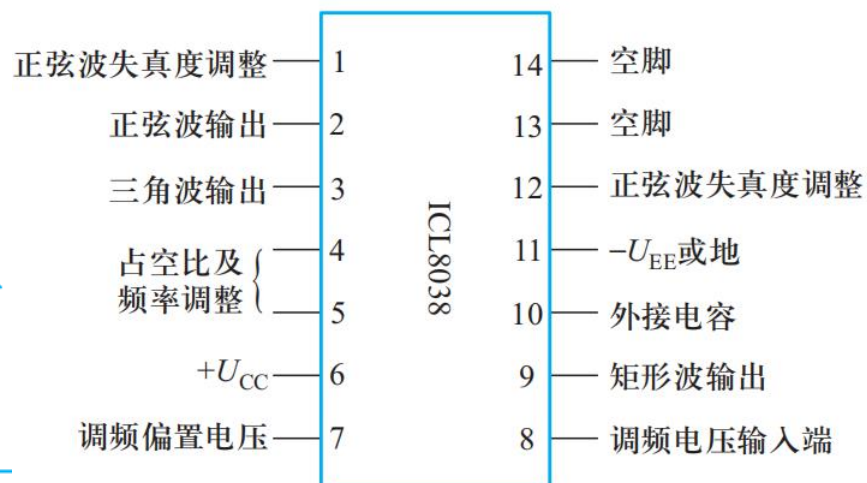 正弦波失真度调整 1
正弦波输出 2
三角波输出 3
占空比及
频率调整
4
5
+UCC 6
调频偏置电压 7
ICL8038
14 空脚
13 空脚
12 正弦波失真度调整
11 -UEE或地
10 外接电容
9 矩形波输出
8 调频电压输入端